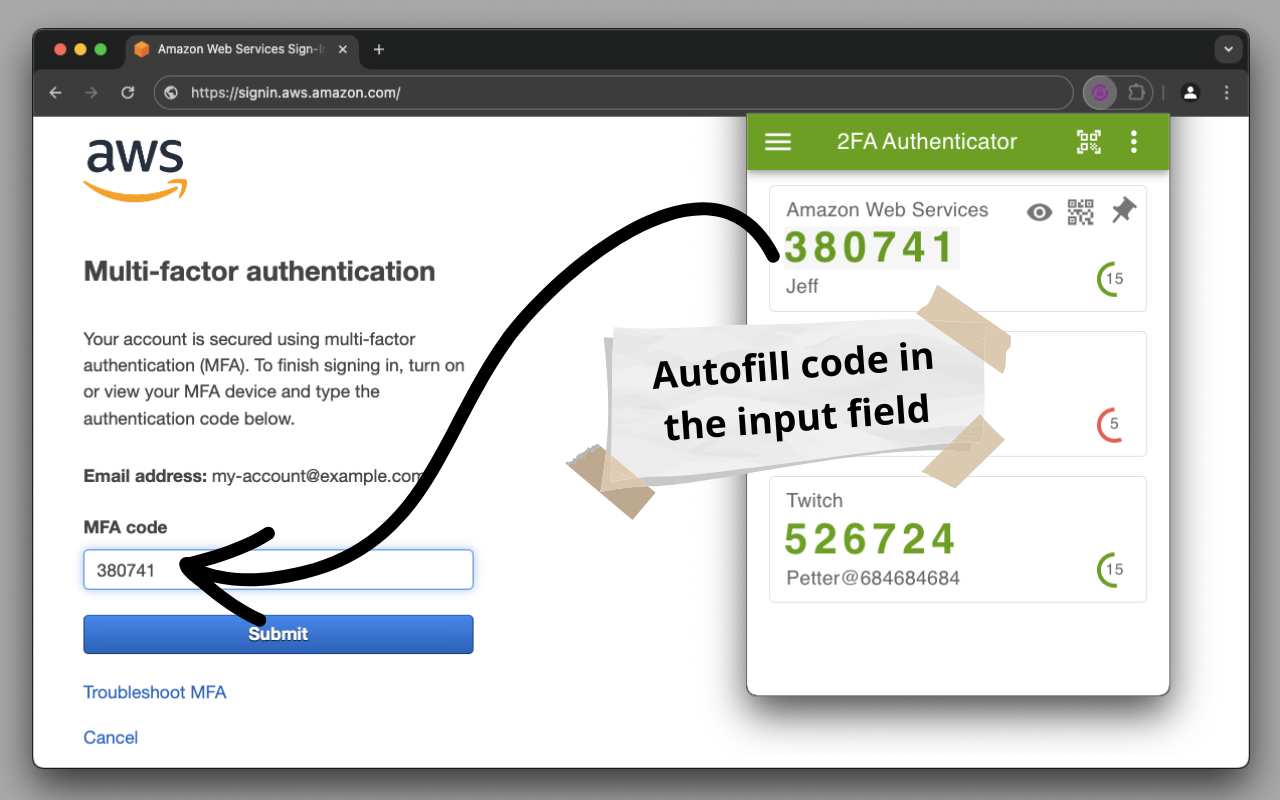 Amazon Web Services Sign-I
https://signin.aws.amazon.com/
aws
Multi-factor authentication
Your account is secured using multi-factor
authentication (MFA). To finish signing in, turn on
or view your MFA device and type the
authentication code below.
Email address: my-account@example.com
MFA code
380741
Submit
Troubleshoot MFA
Cancel
2FA Authenticator
Amazon Web Services
380741
Jeff
15
Autofill code in
the input field
5
Twitch
526724
Petter@684684684
15